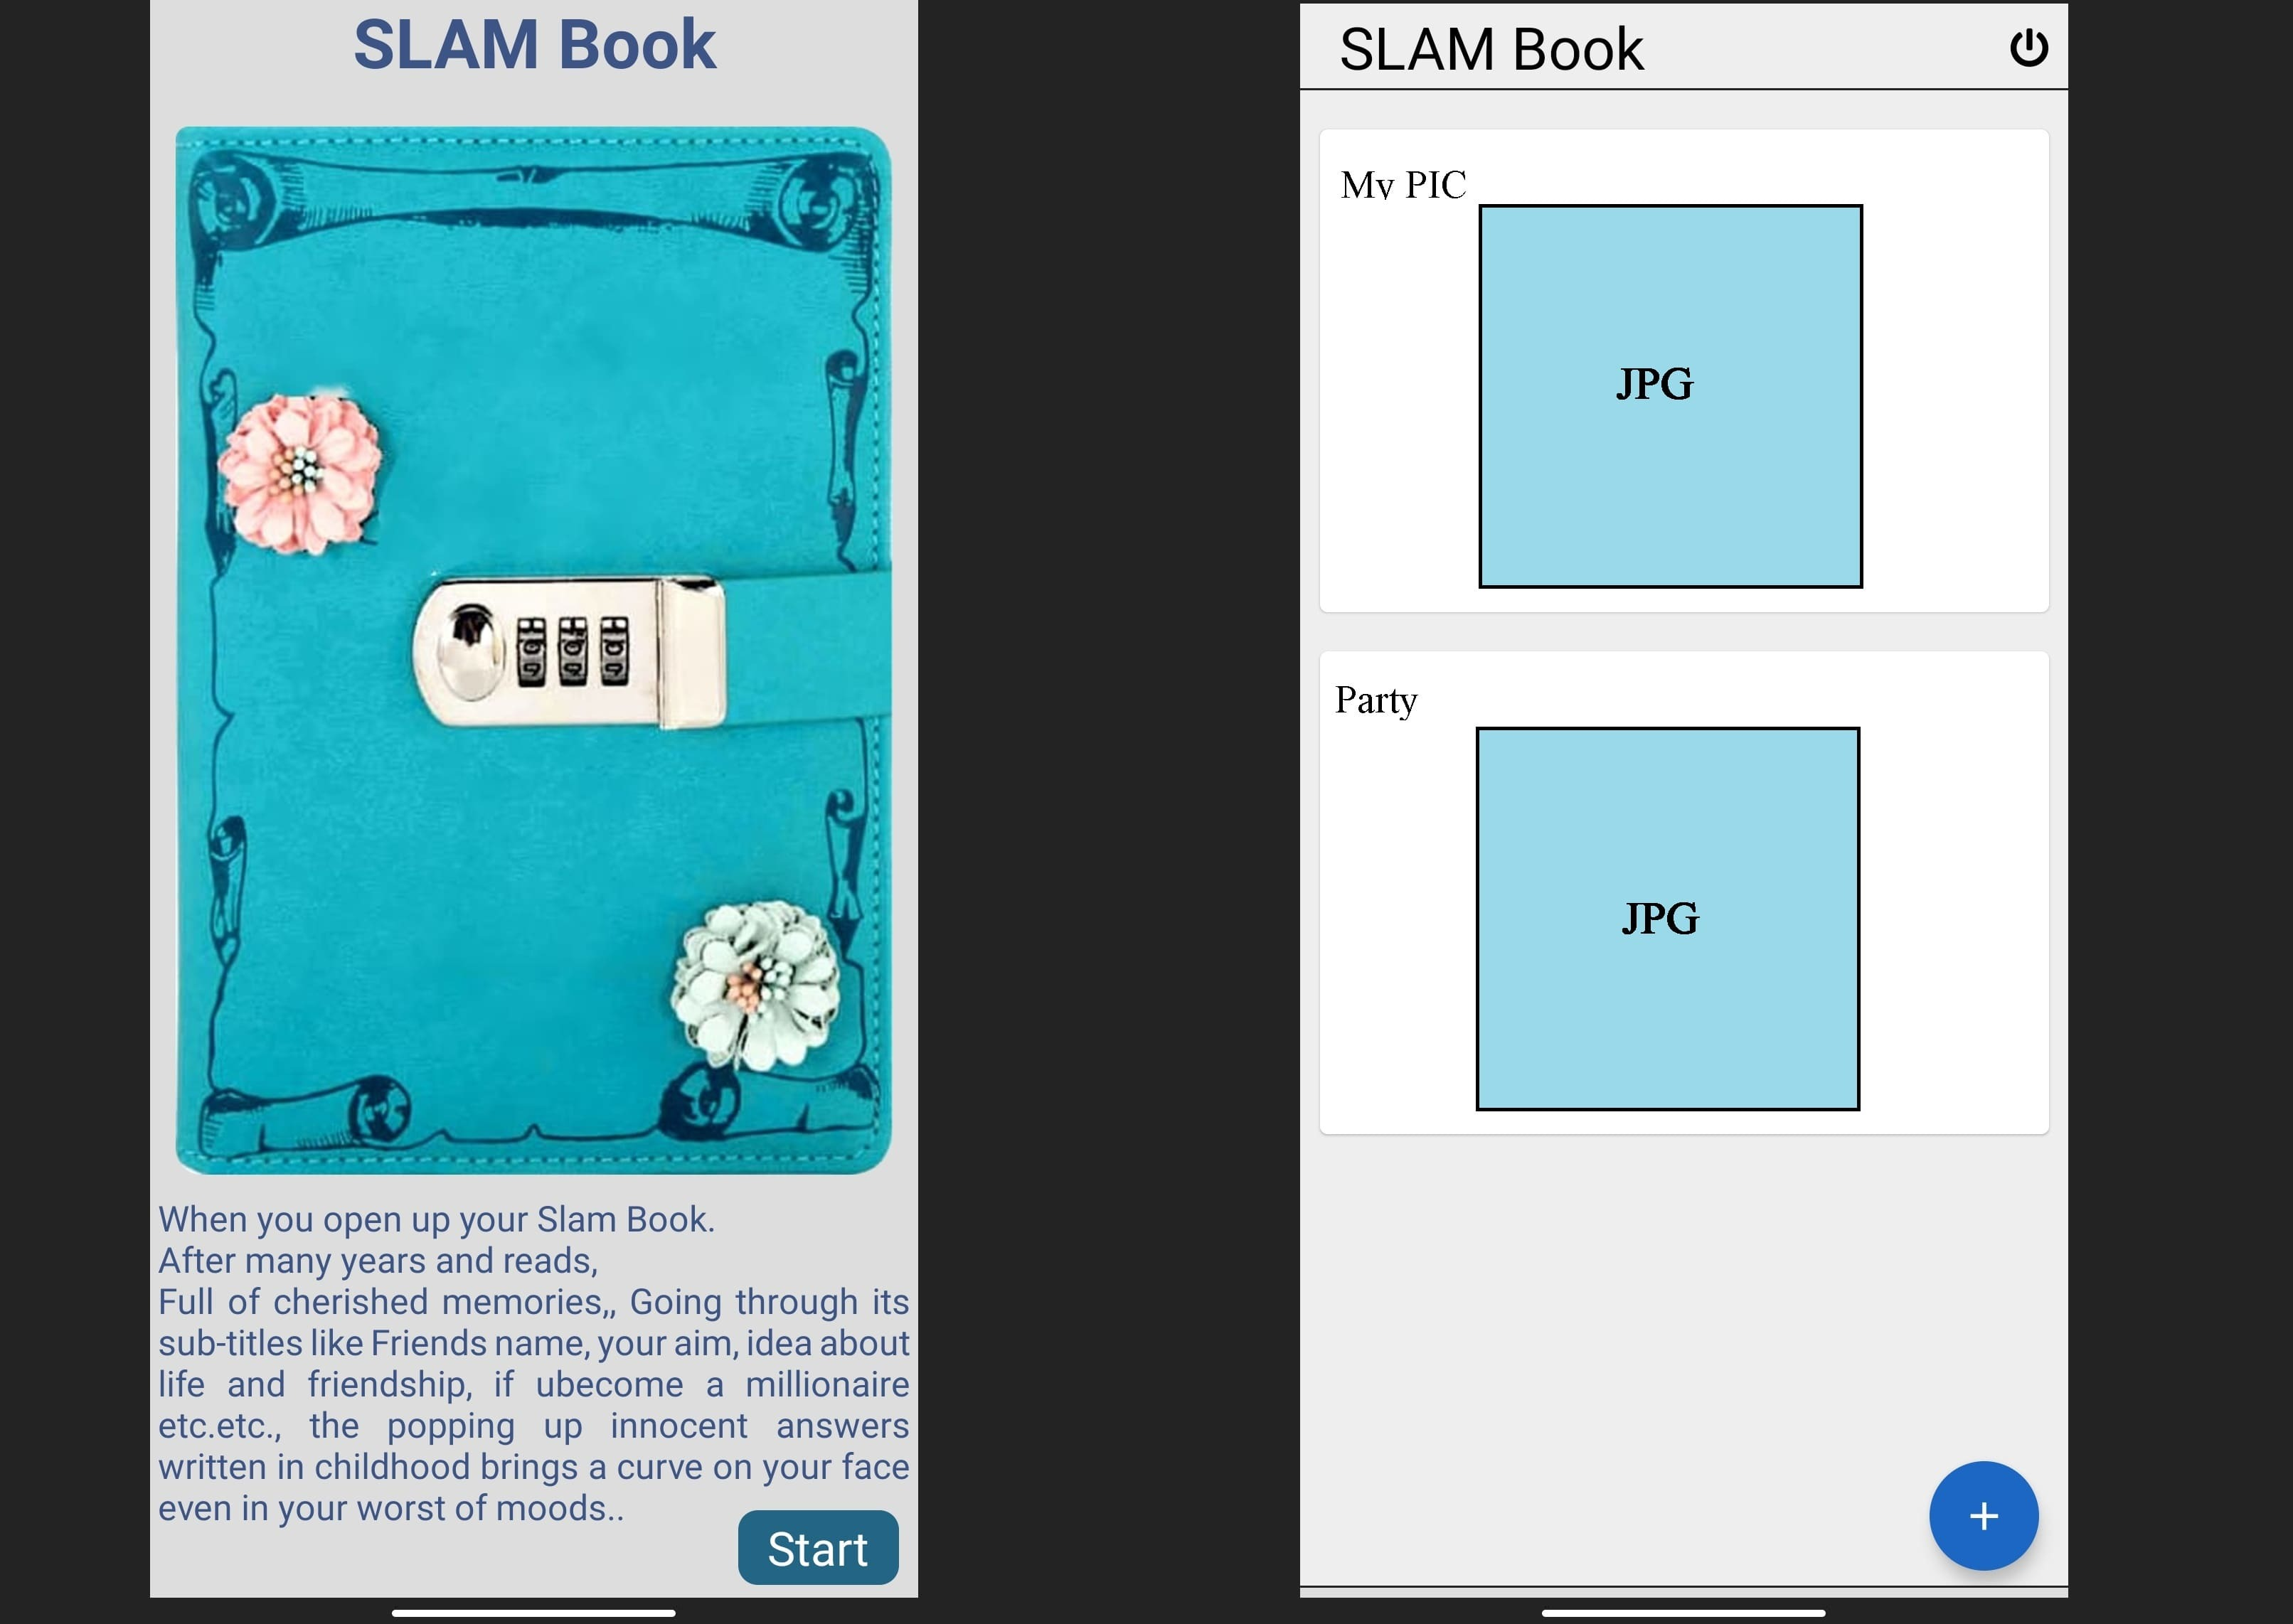 SLAM Book
When you open up your Slam Book.
After many years and reads,
Full of cherished memories,, Going through its
sub-titles like Friends name, your aim, idea about
life and friendship, if ubecome a millionaire
etc.etc., the popping up innocent answers
written in childhood brings a curve on your face
even in your worst of moods..
Start
SLAM Book
My PIC
JPG
Party
JPG
+